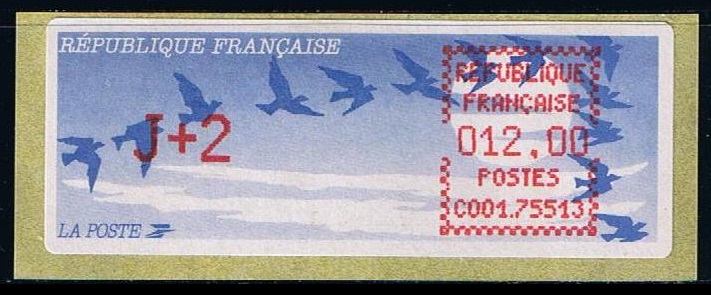 RÉPUBLIQUE FRANÇAISE
J+2
REPUBLIQUE
FRANÇAISE
012,00
POSTES
C001.75513
LA POSTE